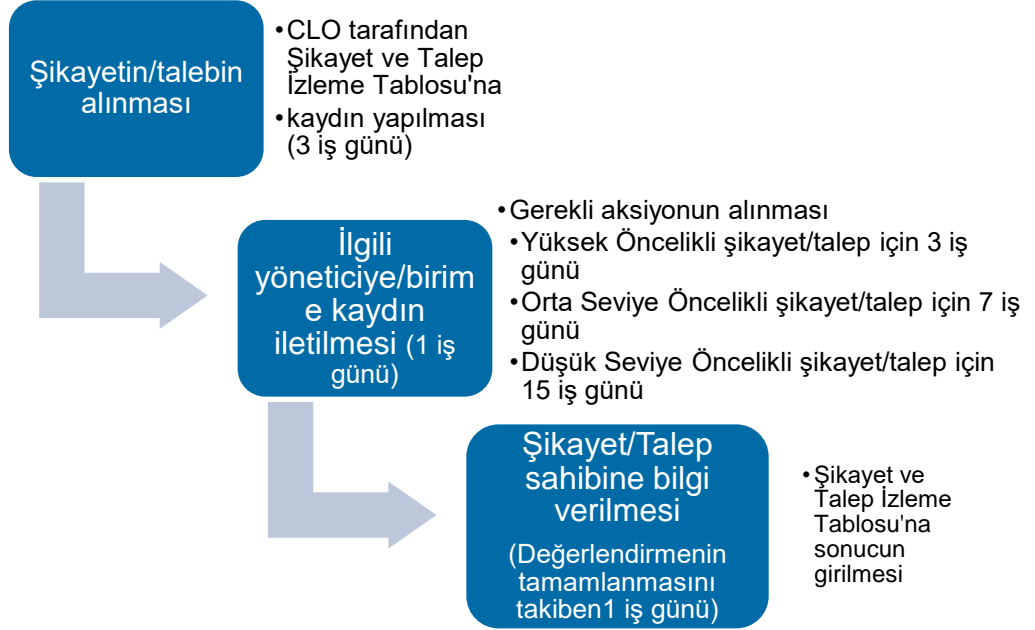 Şikayetin/talebin
alınması
•CLO tarafından
Şikayet ve Talep
İzleme Tablosu'na
•kaydın yapılması
(3 iş günü)
İlgili
yöneticiye/birim
e kaydın
iletilmesi (1 iş
günü)
•Gerekli aksiyonun alınması
•Yüksek Öncelikli şikayet/talep için 3 iş
günü
•Orta Seviye Öncelikli şikayet/talep için 7 iş
günü
•Düşük Seviye Öncelikli şikayet/talep için
15 iş günü
Şikayet/Talep
sahibine bilgi
verilmesi
(Değerlendirmenin
tamamlanmasını
takiben1 iş günü)
•Şikayet ve
Talep İzleme
Tablosu'na
sonucun
girilmesi